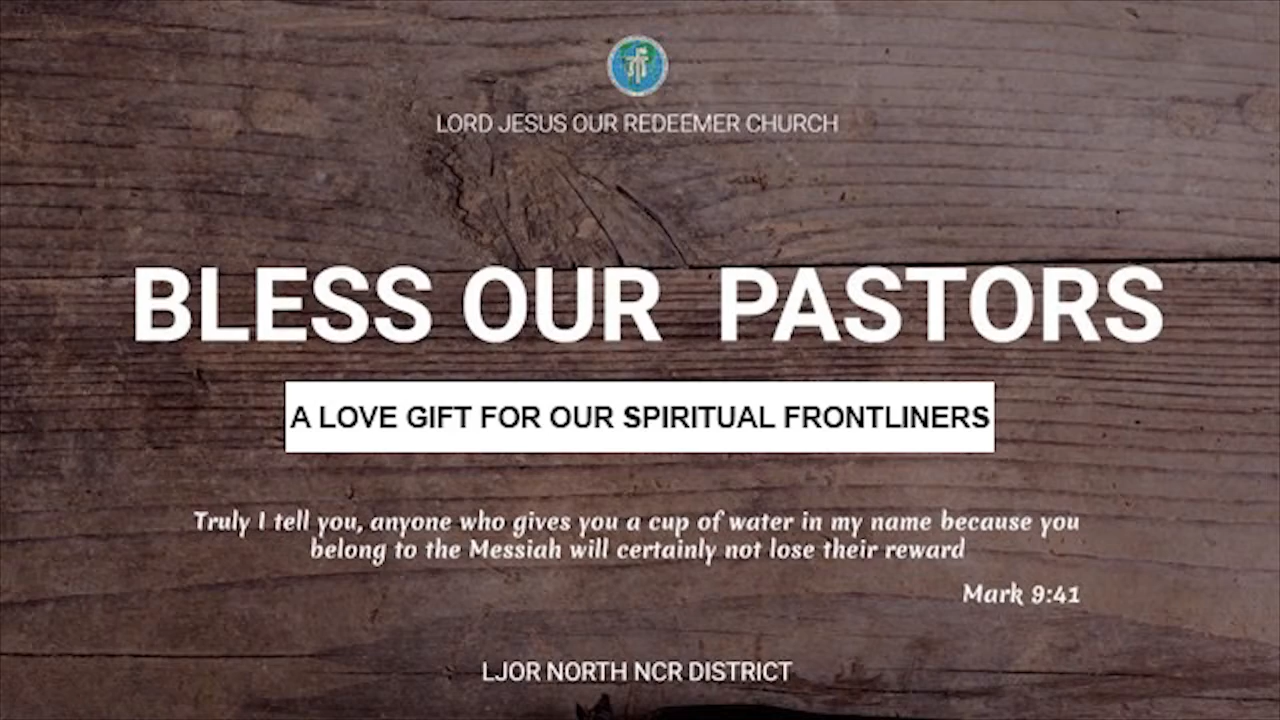 LORD JESUS OUR REDEEMER CHURCH
BLESS OUR PASTORS
A LOVE GIFT FOR OUR SPIRITUAL FRONTLINERS
Truly I tell you, anyone who gives you a cup of water in my name because you
belong to the Messiah will certainly not lose their reward
Mark 9:41
LJOR NORTH NCR DISTRICT